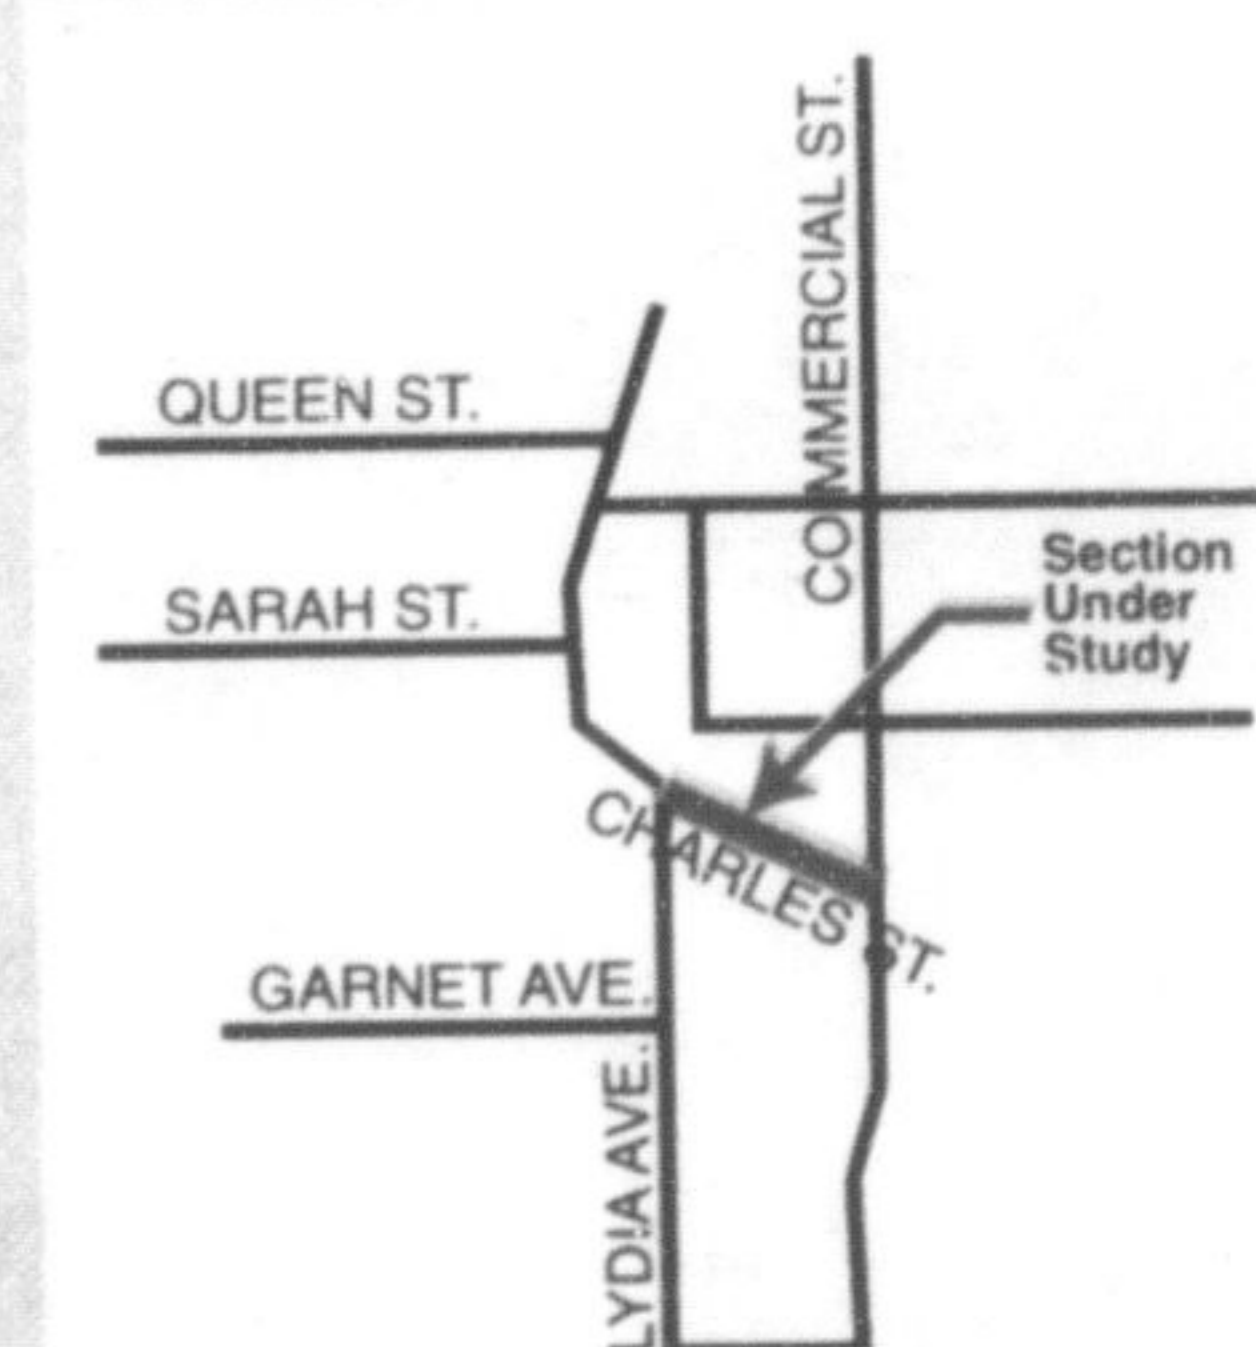 COMMERCIAL ST.
QUEEN ST.
Section
Under
Study
SARAH ST.
CHARLES ST.
GARNET AVE.
LYDIA AVE.